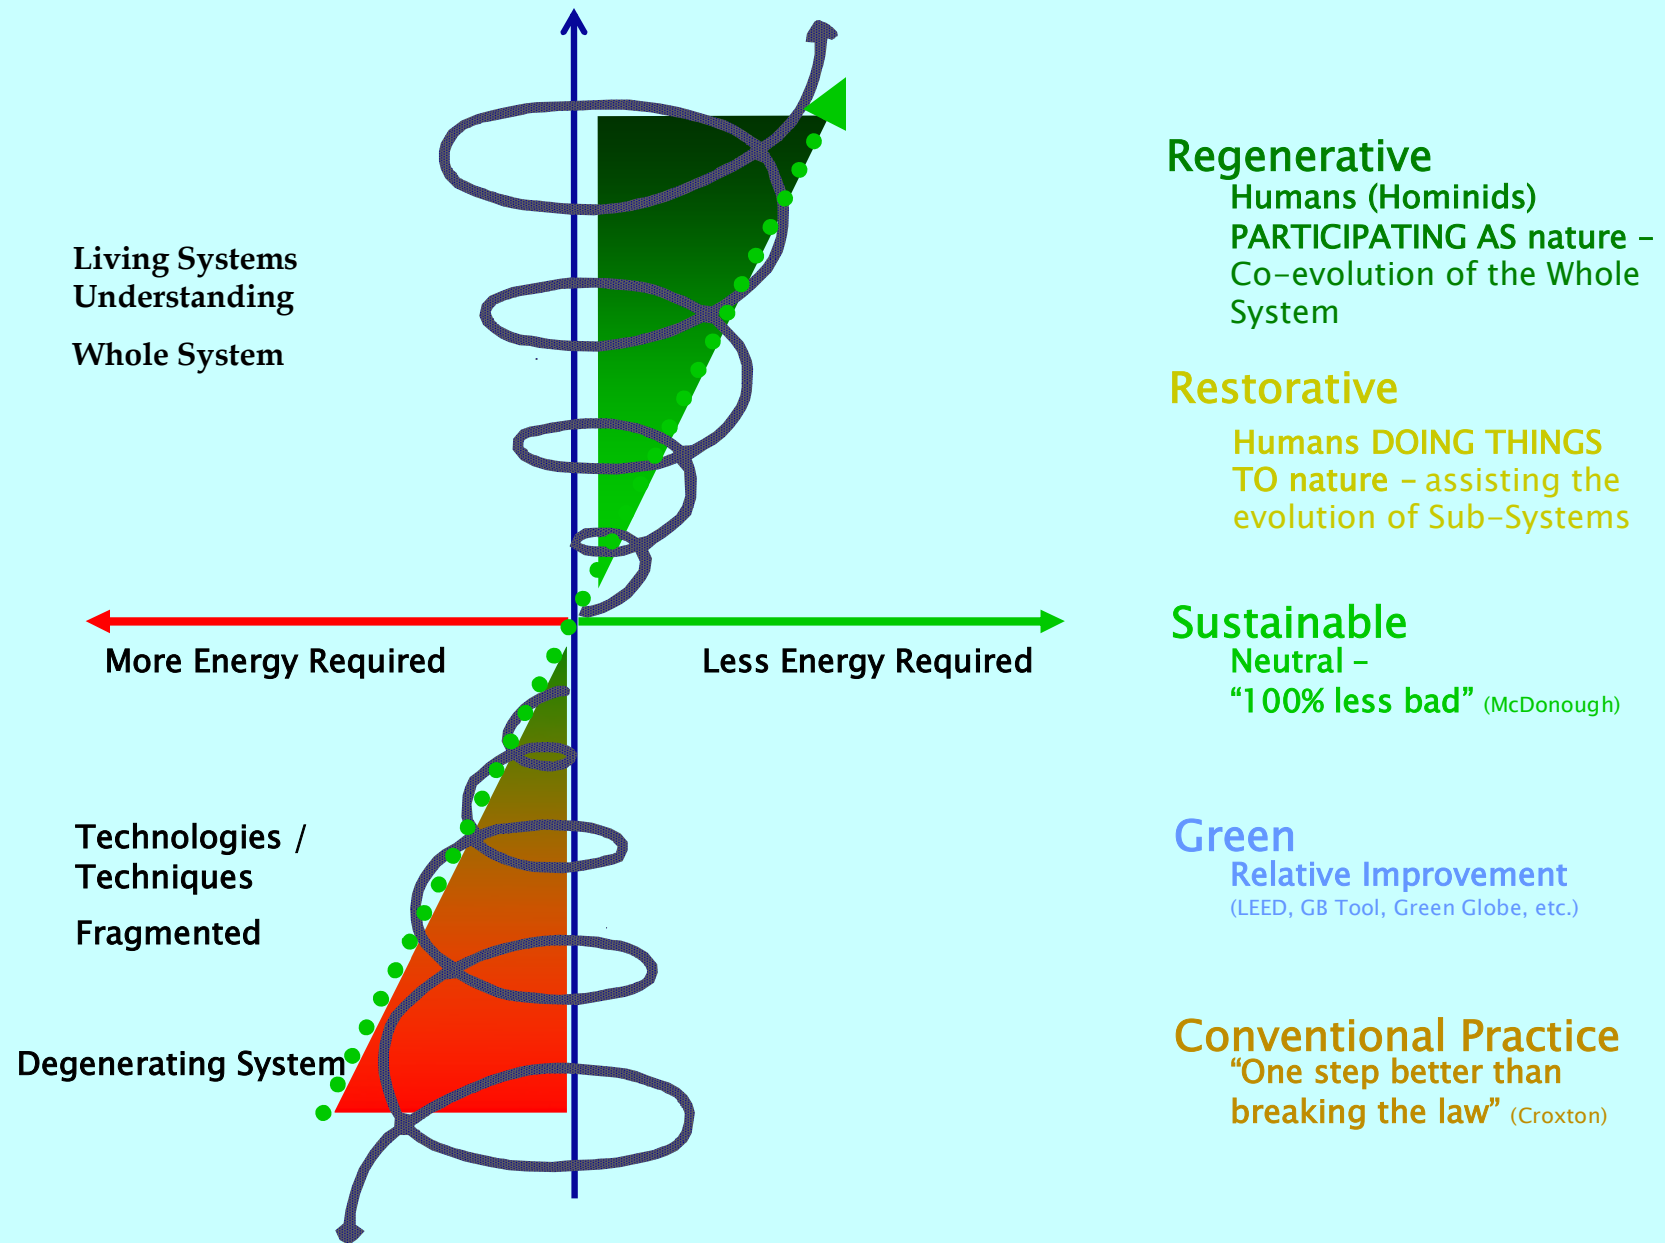 Living Systems
Understanding
Whole System
More Energy Required
Less Energy Required
Technologies /
Techniques
Fragmented
Degenerating System
Regenerative
Humans (Hominids)
PARTICIPATING AS nature –
Co-evolution of the Whole
System
Restorative
Humans DOING THINGS
TO nature – assisting the
evolution of Sub-Systems
Sustainable
Neutral –
“100% less bad” (McDonough)
Green
Relative Improvement
(LEED, GB Tool, Green Globe, etc.)
Conventional Practice
“One step better than
breaking the law” (Croxton)